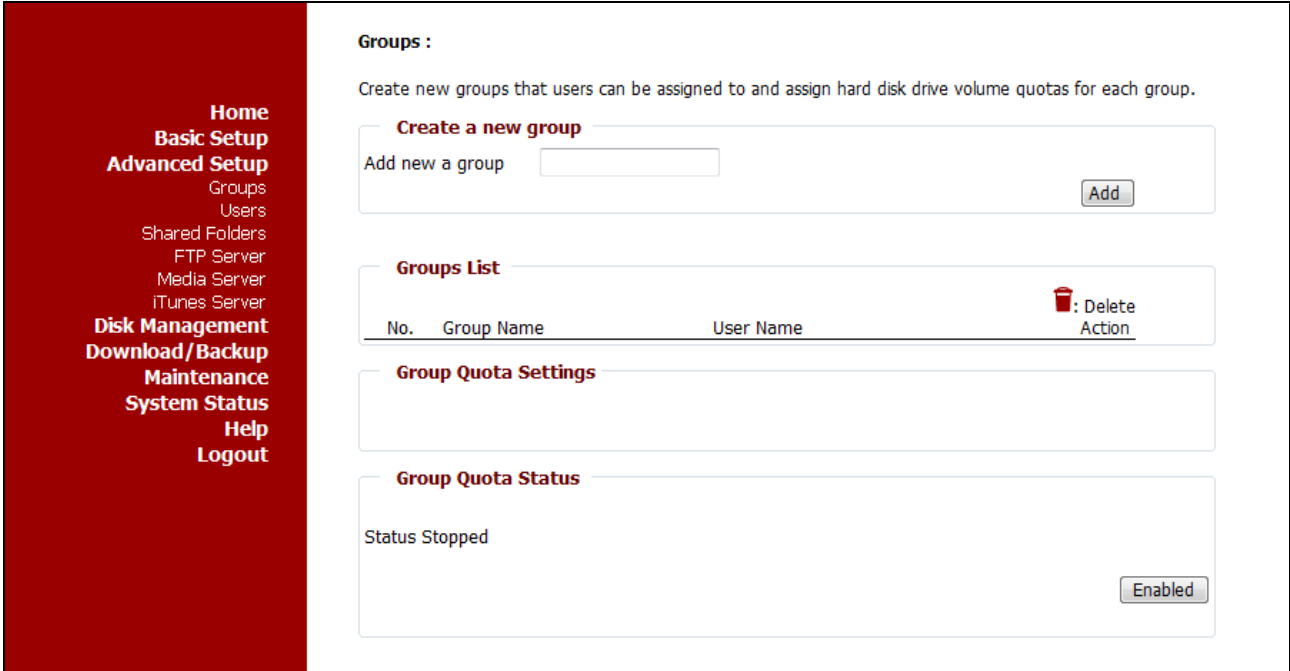 Home
Basic Setup
Advanced Setup
Groups
Users
Shared Folders
FTP Server
Media Server
iTunes Server
Disk Management
Download/Backup
Maintenance
System Status
Help
Logout
Groups :
Create new groups that users can be assigned to and assign hard disk drive volume quotas for each group.
Create a new group
Add new a group
Add
Groups List
: Delete
No. Group Name User Name Action
Group Quota Settings
Group Quota Status
Status Stopped
Enabled